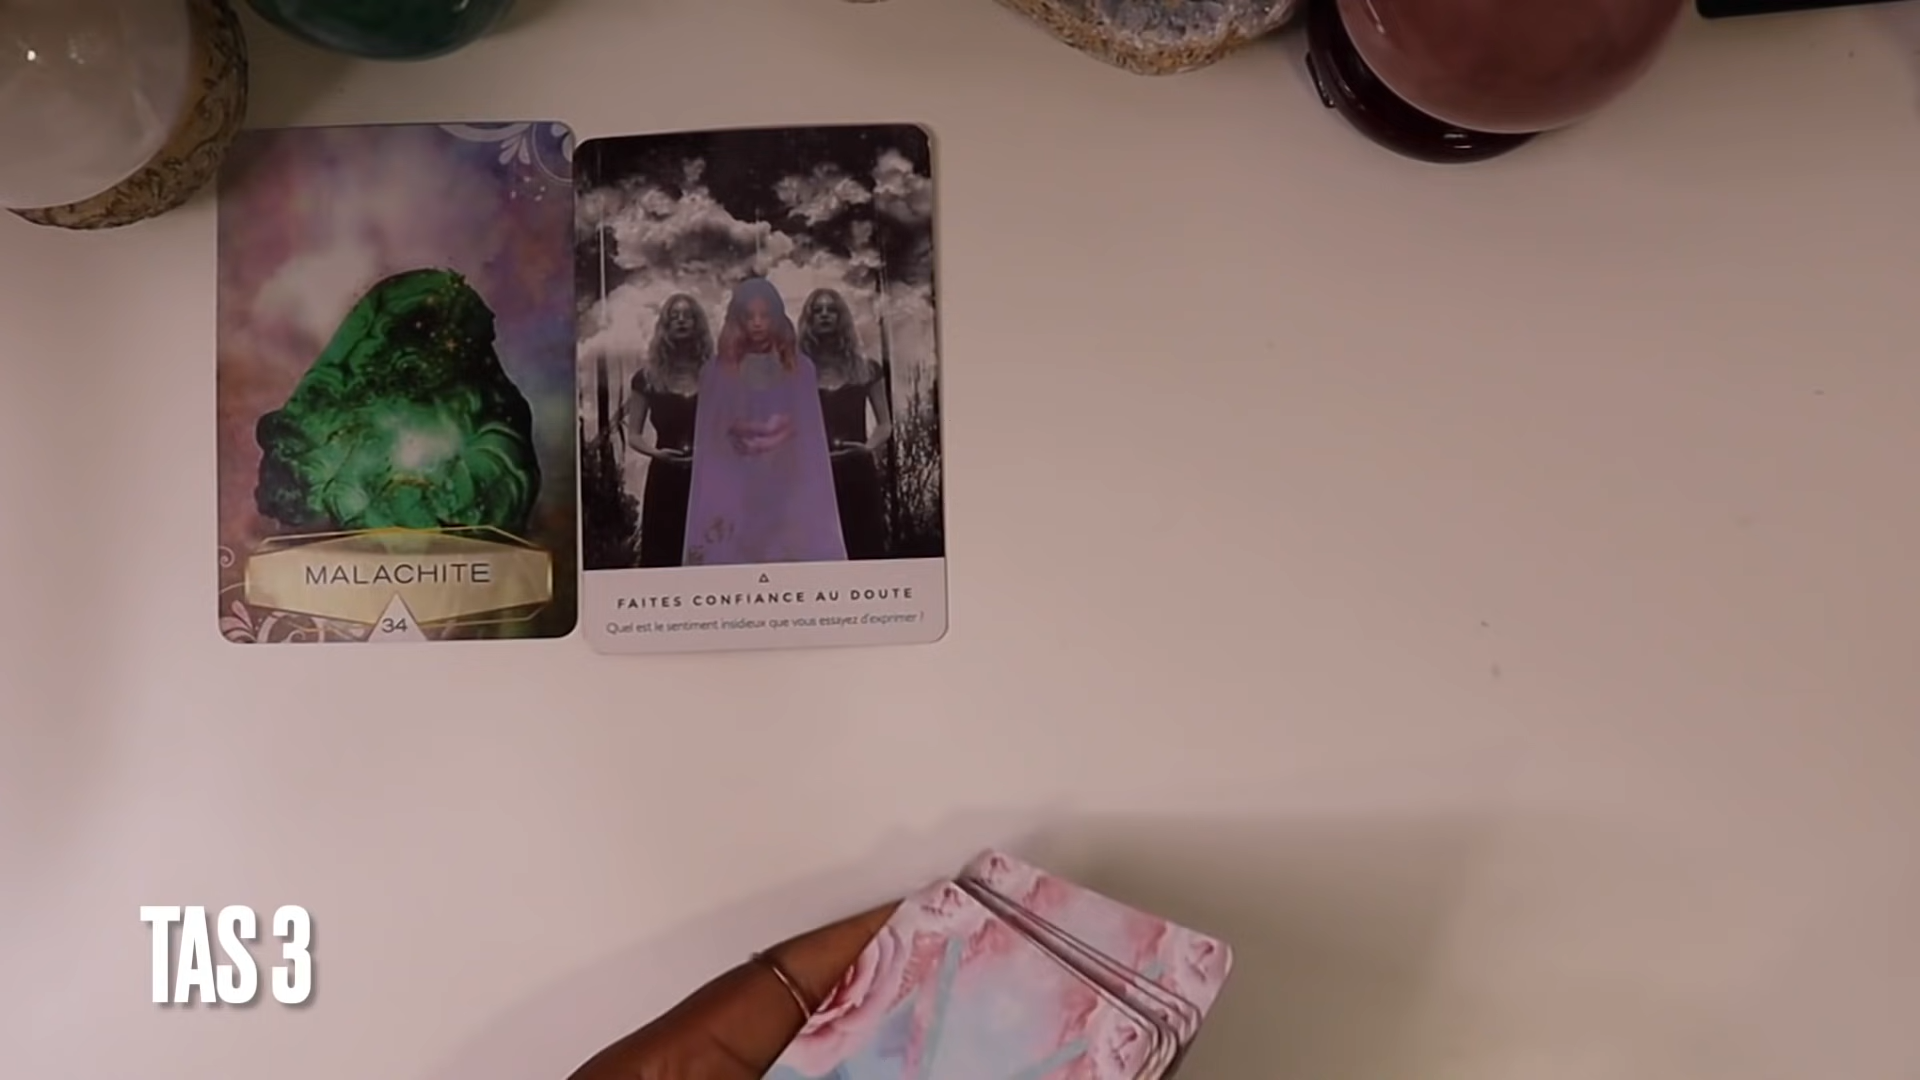 MALACHITE
34
FAITES CONFIANCE AU DOUTE
Quel est le sentiment insidieux que vous essayez d'exprimer ?
TAS 3